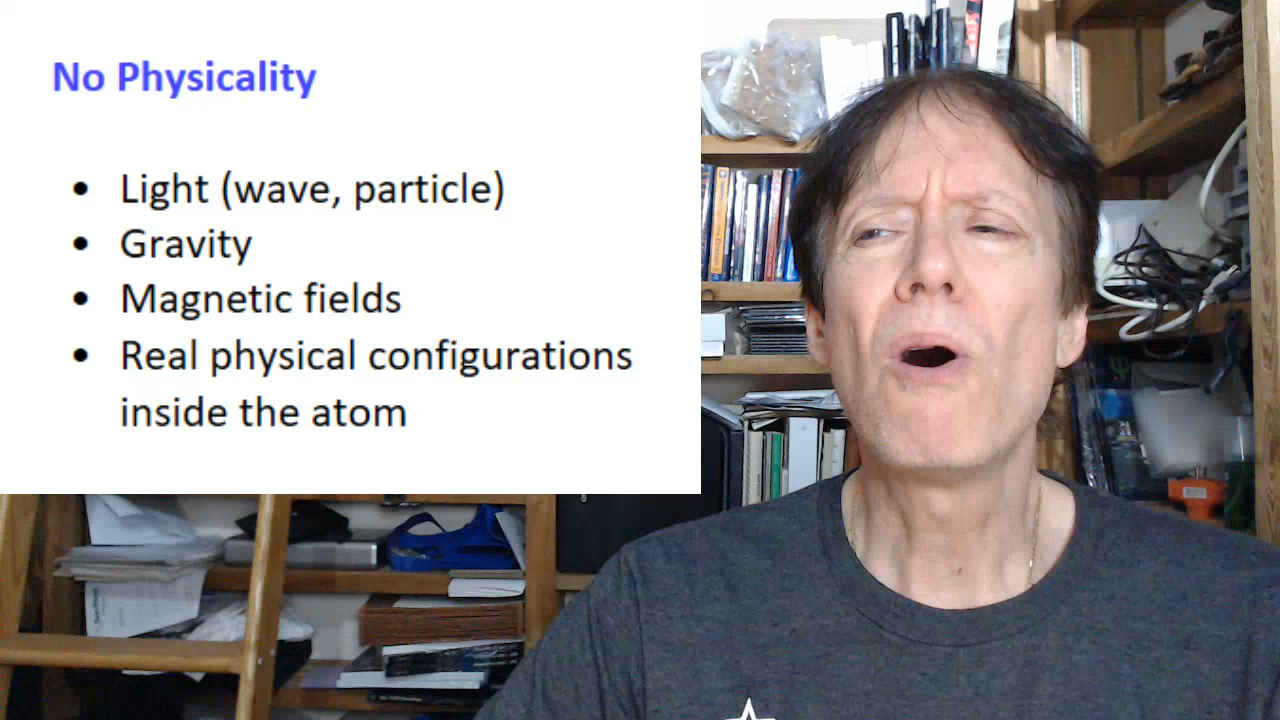 No Physicality
• Light (wave, particle)
• Gravity
• Magnetic fields
• Real physical configurations
inside the atom